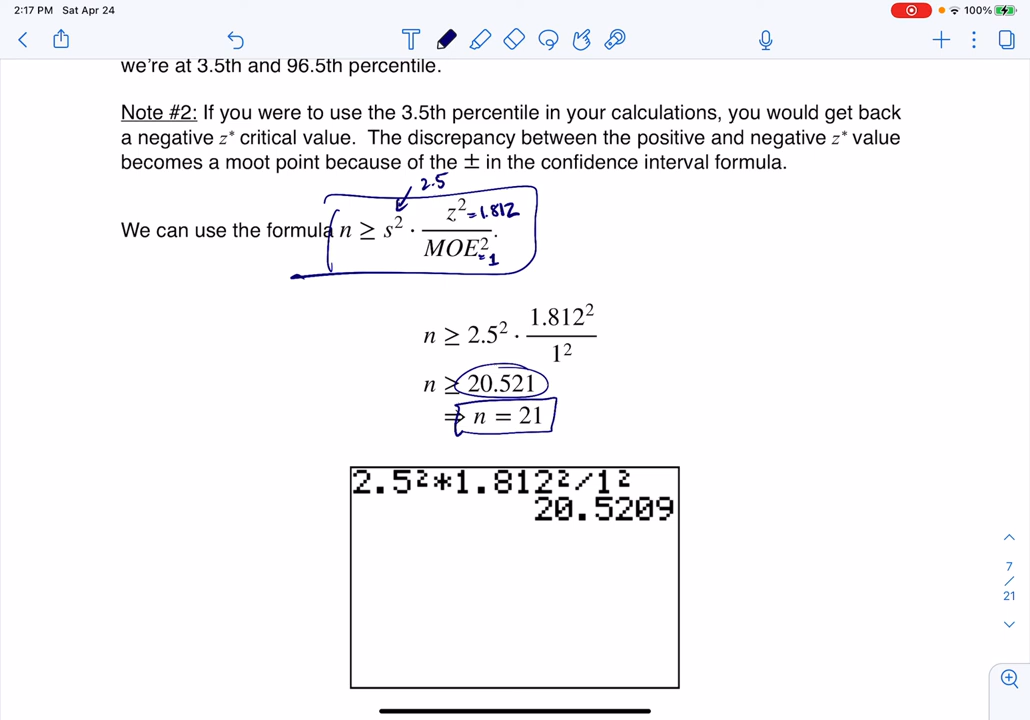 2:17 PM Sat Apr 24
100%
we're at 3.5th and 96.5th percentile.
Note #2: If you were to use the 3.5th percentile in your calculations, you would get back
a negative z* critical value. The discrepancy between the positive and negative z* value
becomes a moot point because of the ± in the confidence interval formula.
2.5
We can use the formula n ≥ s² · z² / MOE².
=1.812
=1
n ≥ 2.5² · 1.812² / 1²
n ≥ 20.521
⇒ n = 21
2.5²*1.812²/1²
20.5209
7
/
21